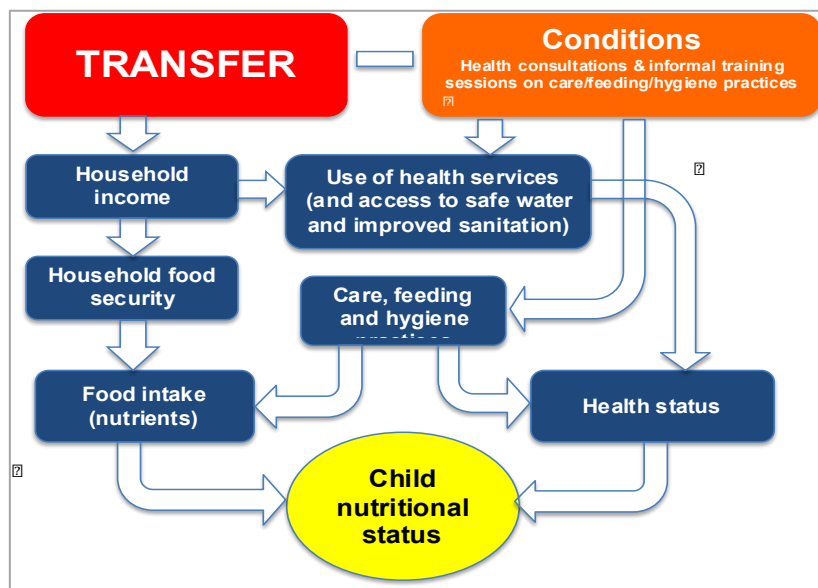 TRANSFER
Conditions
Health consultations & informal training
sessions on care/feeding/hygiene practices
Household
income
Use of health services
(and access to safe water
and improved sanitation)
Household food
security
Care, feeding
and hygiene
practices
Food intake
(nutrients)
Health status
Child
nutritional
status